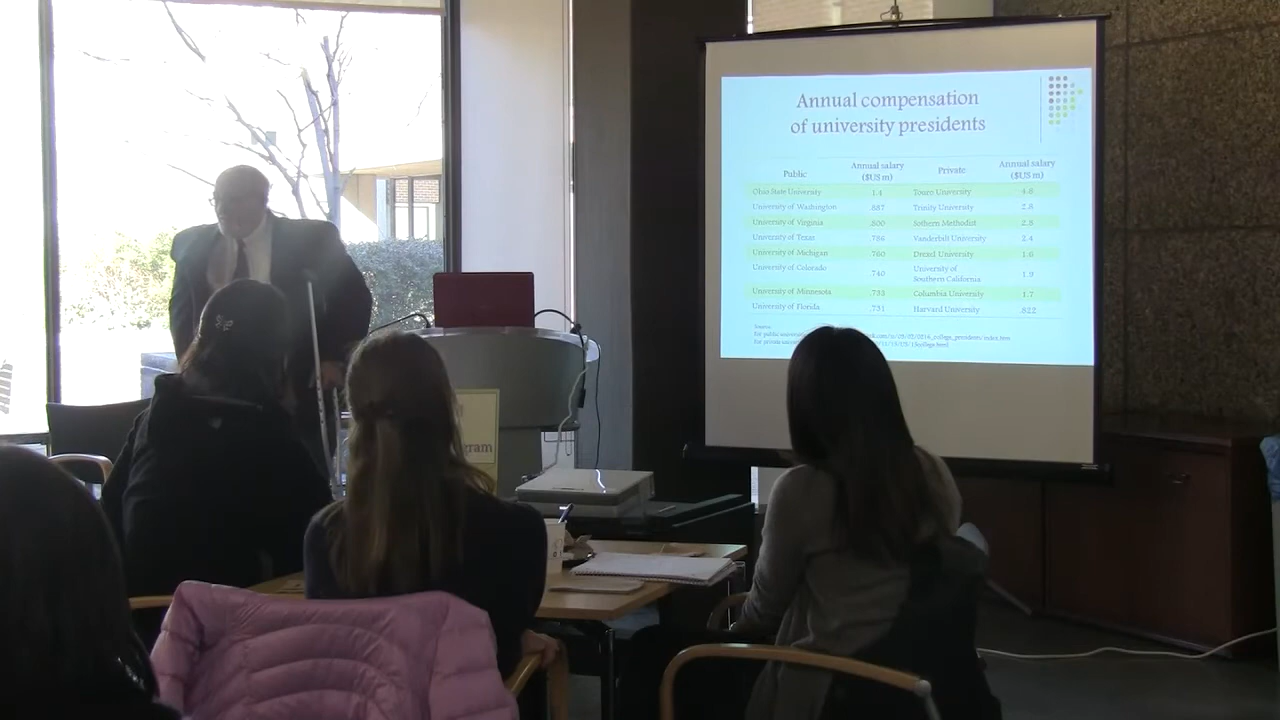 Annual compensation
of university presidents
Public Annual salary ($US m) Private Annual salary ($US m)
Ohio State University 1.4 Touro University 4.8
University of Washington .887 Trinity University 2.8
University of Virginia .800 Sothern Methodist 2.8
University of Texas .786 Vanderbilt University 2.4
University of Michigan .760 Drexel University 1.6
University of Colorado .740 University of Southern California 1.9
University of Minnesota .733 Columbia University 1.7
University of Florida .731 Harvard University .822
Source:
gram